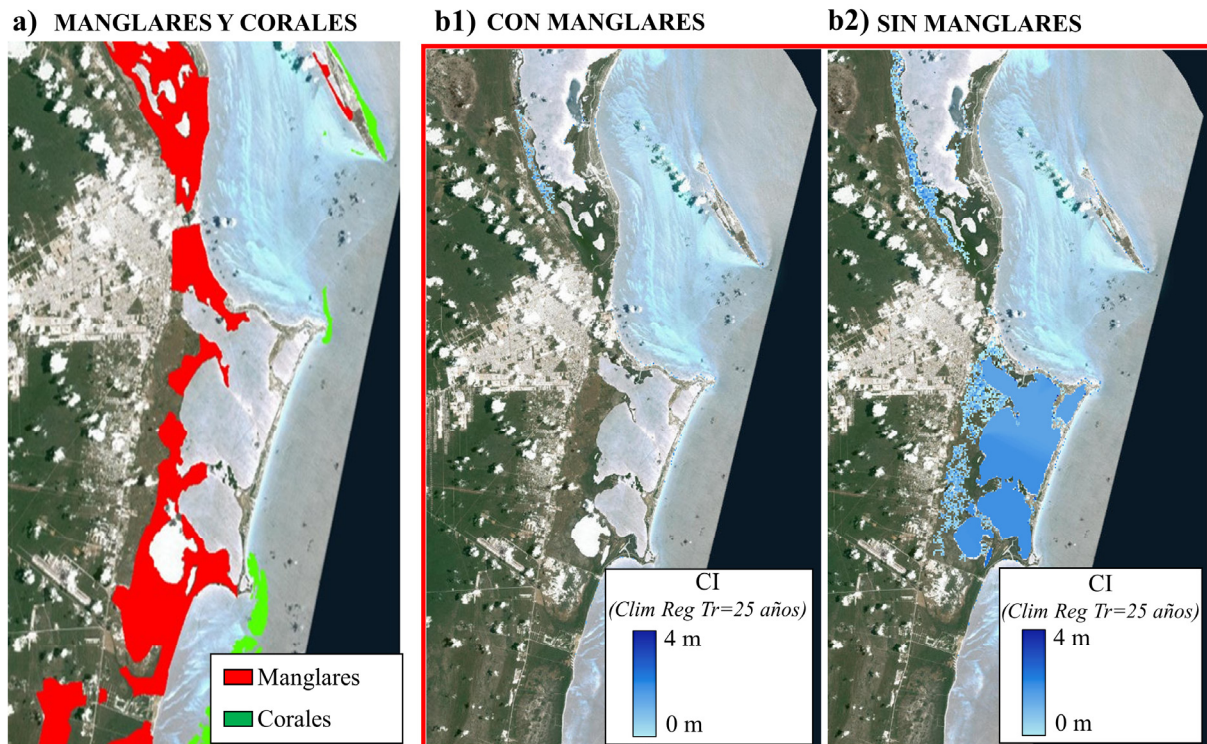 a) MANGLARES Y CORALES
b1) CON MANGLARES
b2) SIN MANGLARES
Manglares
Corales
CI
(Clim Reg Tr=25 años)
4 m
0 m
CI
(Clim Reg Tr=25 años)
4 m
0 m